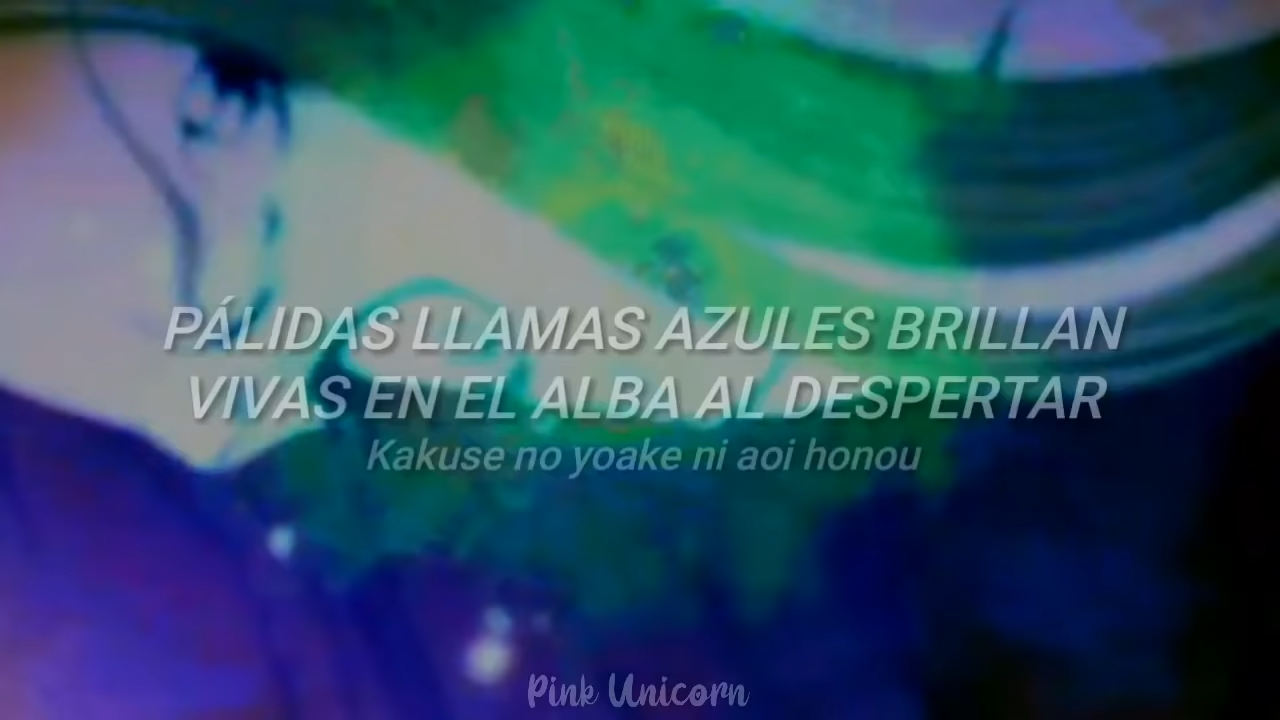 PÁLIDAS LLAMAS AZULES BRILLAN
VIVAS EN EL ALBA AL DESPERTAR
Kakuse no yoake ni aoi honou
Pink Unicorn